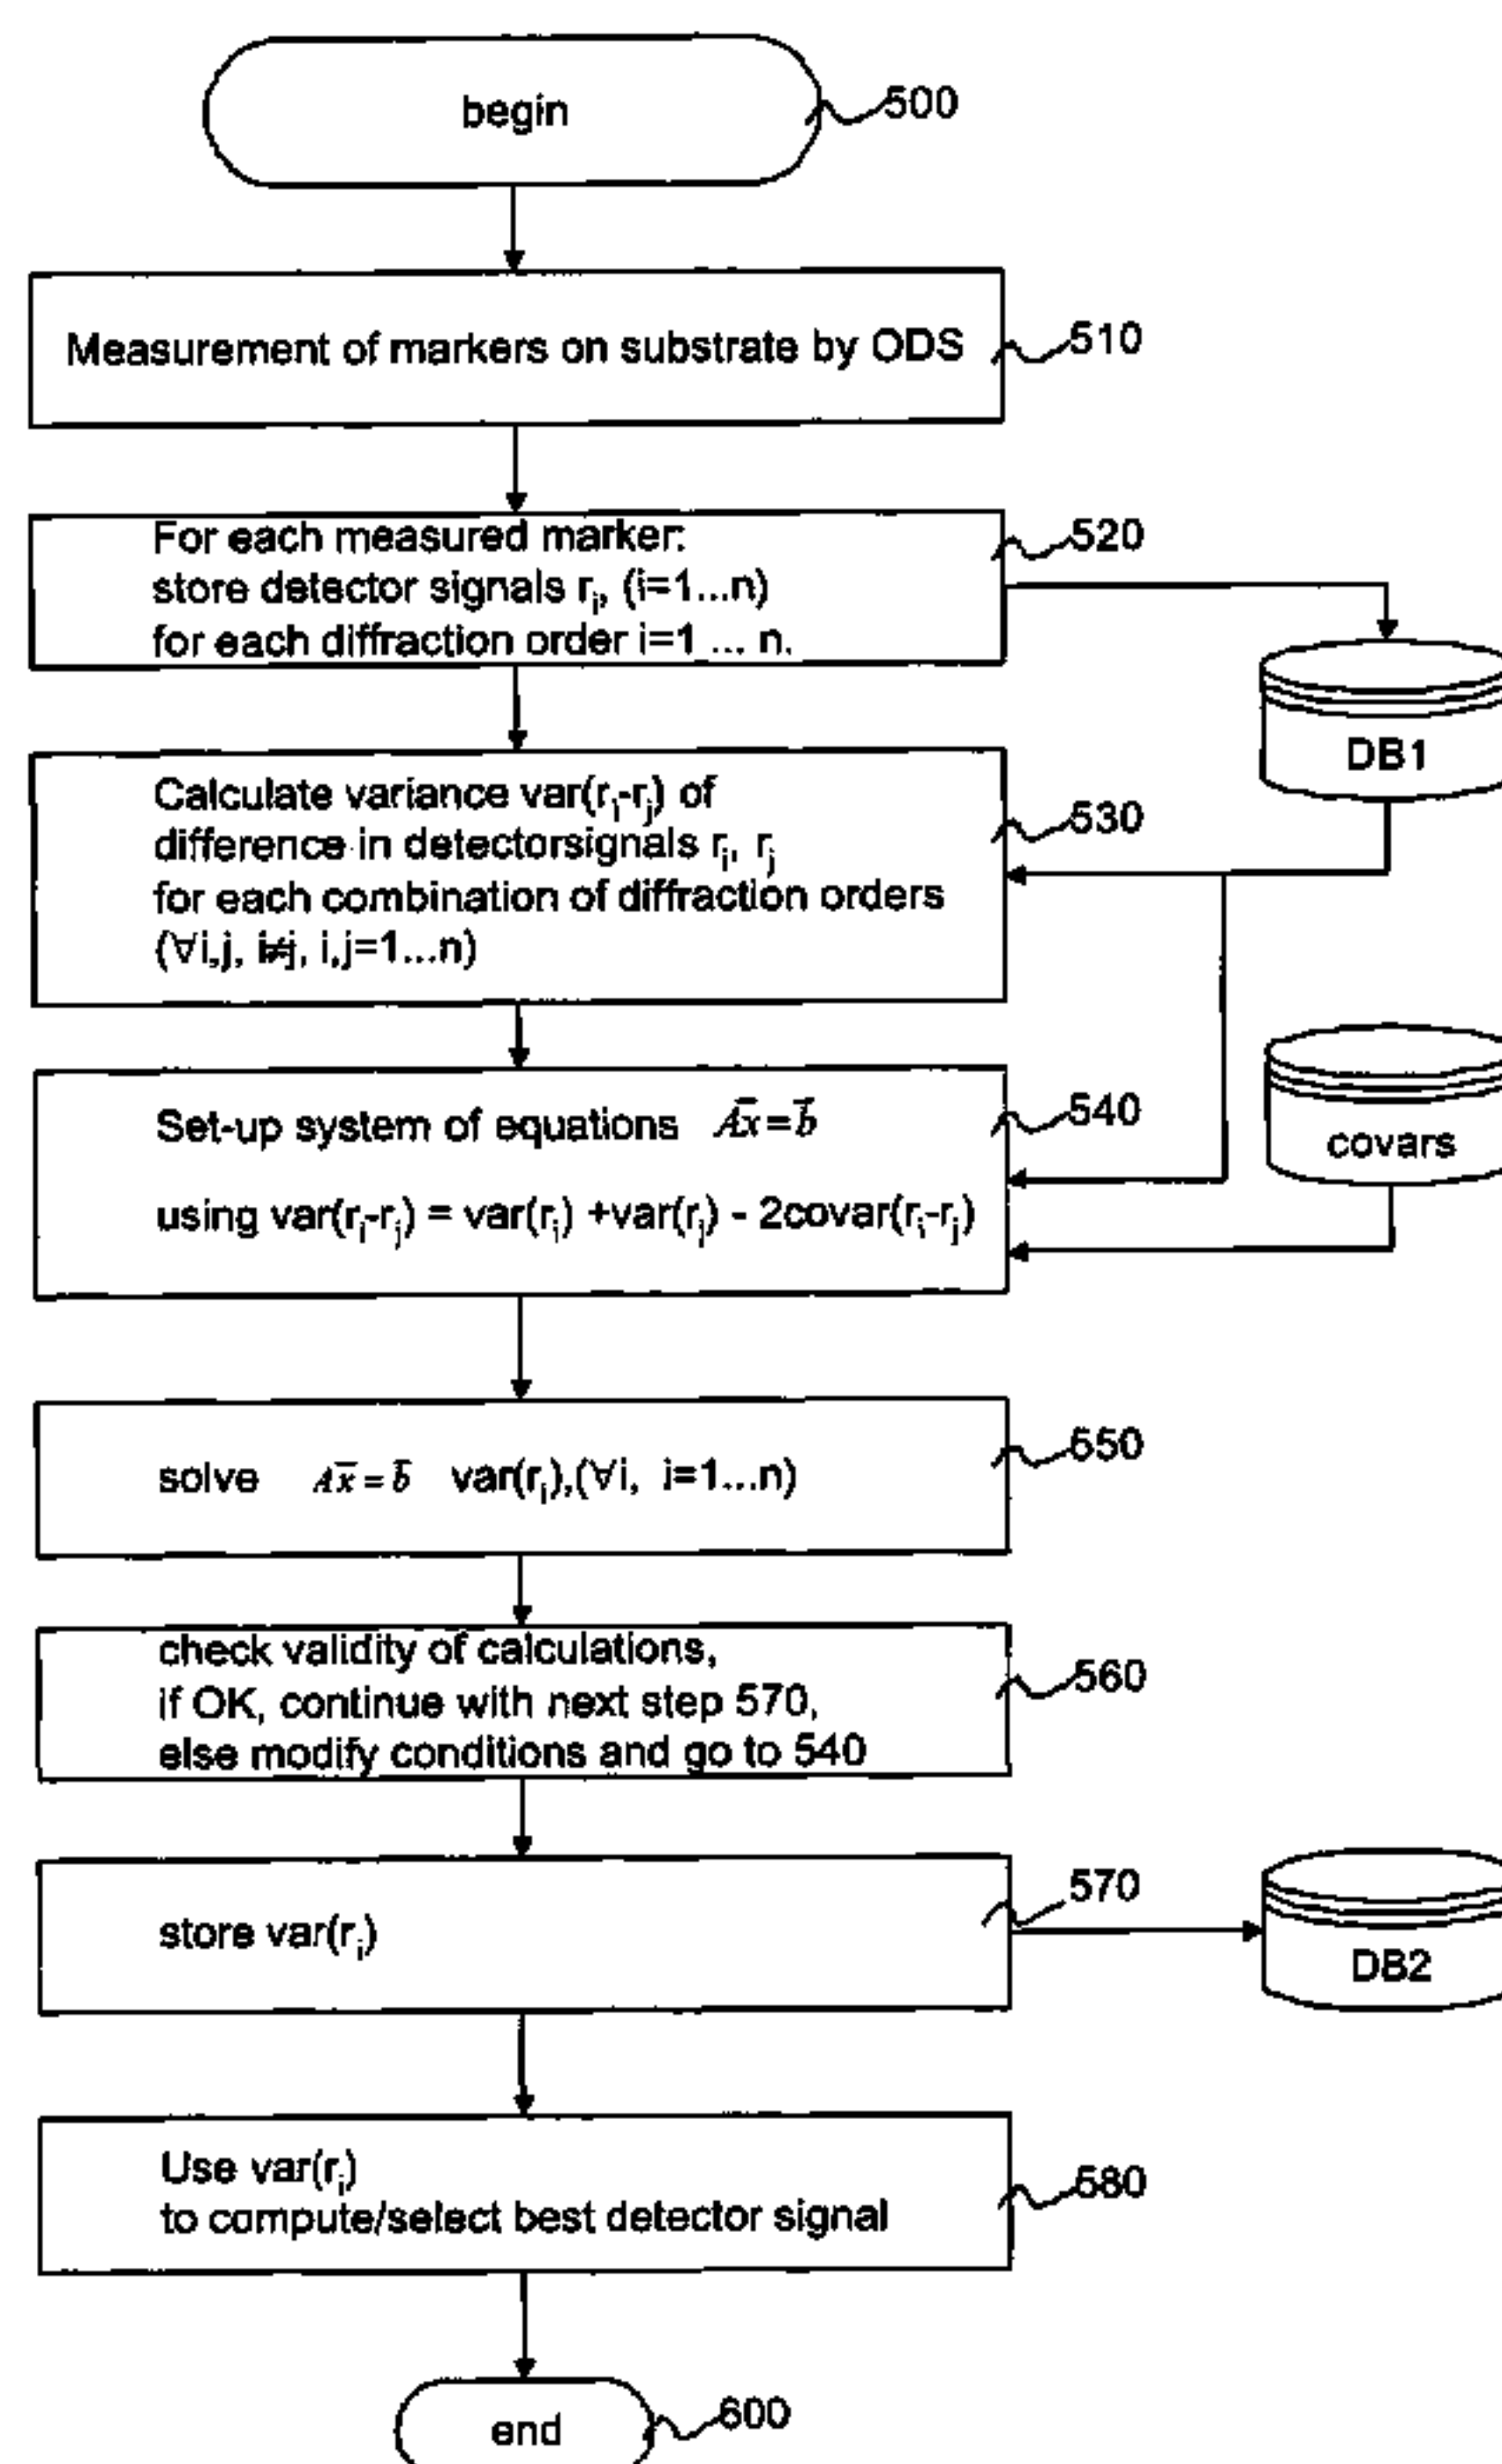 begin
500
Measurement of markers on substrate by ODS
510
For each measured marker:
store detector signals rᵢ, (i=1...n)
for each diffraction order i=1 ... n.
520
DB1
Calculate variance var(rᵢ-rⱼ) of
difference in detectorsignals rᵢ, rⱼ
for each combination of diffraction orders
(∀i,j, i≠j, i,j=1...n)
530
Set-up system of equations Ax̄=b̄
using var(rᵢ-rⱼ) = var(rᵢ) +var(rⱼ) - 2covar(rᵢ-rⱼ)
540
covars
solve Ax̄=b̄ var(rᵢ),(∀i, i=1...n)
550
check validity of calculations,
if OK, continue with next step 570,
else modify conditions and go to 540
560
store var(rᵢ)
570
DB2
Use var(rᵢ)
to compute/select best detector signal
580
end
600